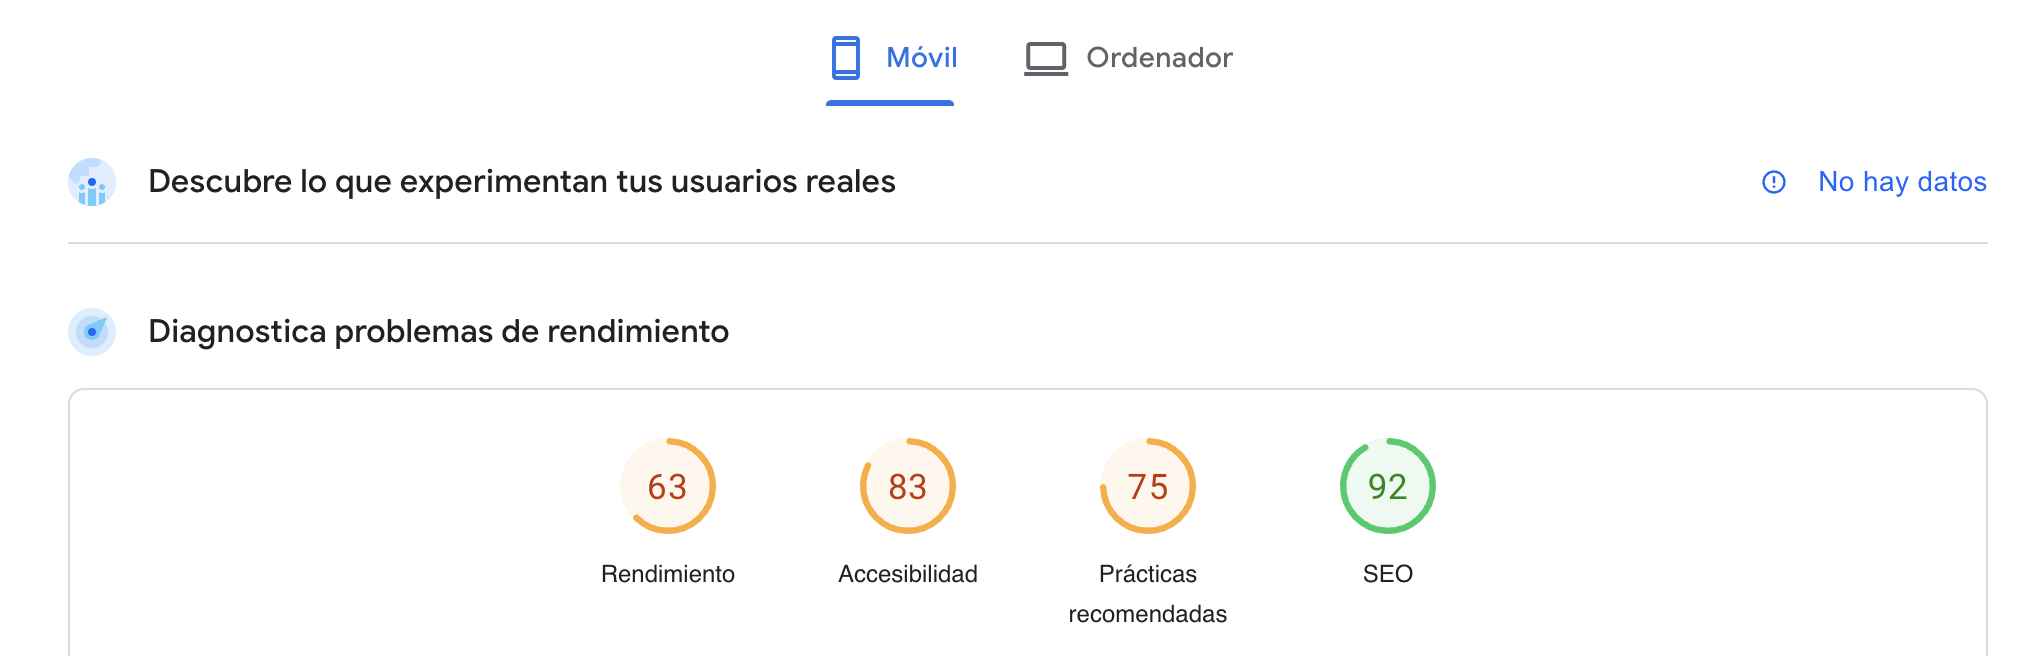 Móvil
Ordenador
Descubre lo que experimentan tus usuarios reales
No hay datos
Diagnostica problemas de rendimiento
63
83
75
92
Rendimiento
Accesibilidad
Prácticas
recomendadas
SEO